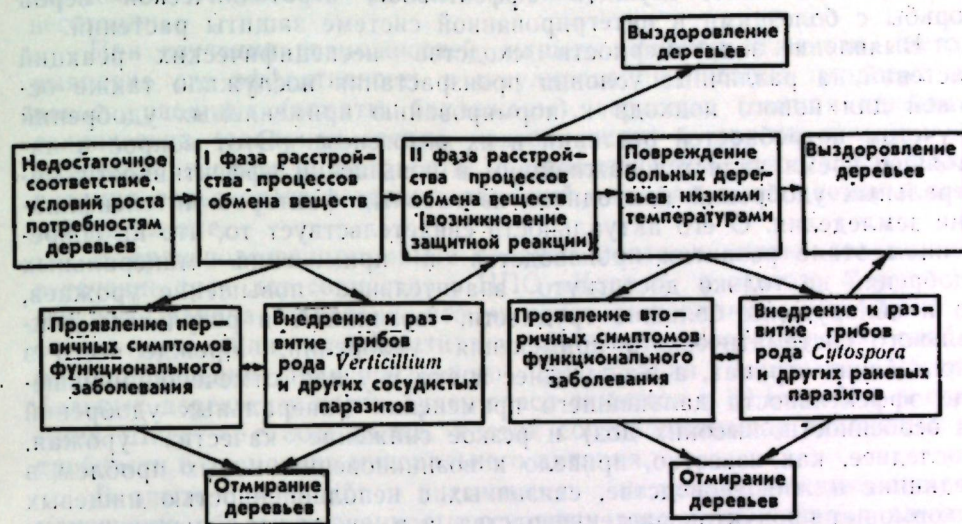 Выздоровление
деревьев
Недостаточное
соответствие
условий роста
потребностям
деревьев
I фаза расстрой-
ства процессов
обмена веществ
II фаза расстрой-
ства процессов
обмена веществ
(возникновение
защитной реакции)
больных дере-
вьев низкими
температурами
Выздоровление
деревьев
Проявление пер-
вичных симптомов
функционального
заболевания
Внедрение и раз-
витие грибов
рода Verticillium
и других сосудистых
паразитов
Проявление вто-
ричных симптомов
функционального
заболевания
Внедрение и раз-
витие грибов
рода Cytospora
и других раневых
паразитов
Отмирание
деревьев
Отмирание
деревьев